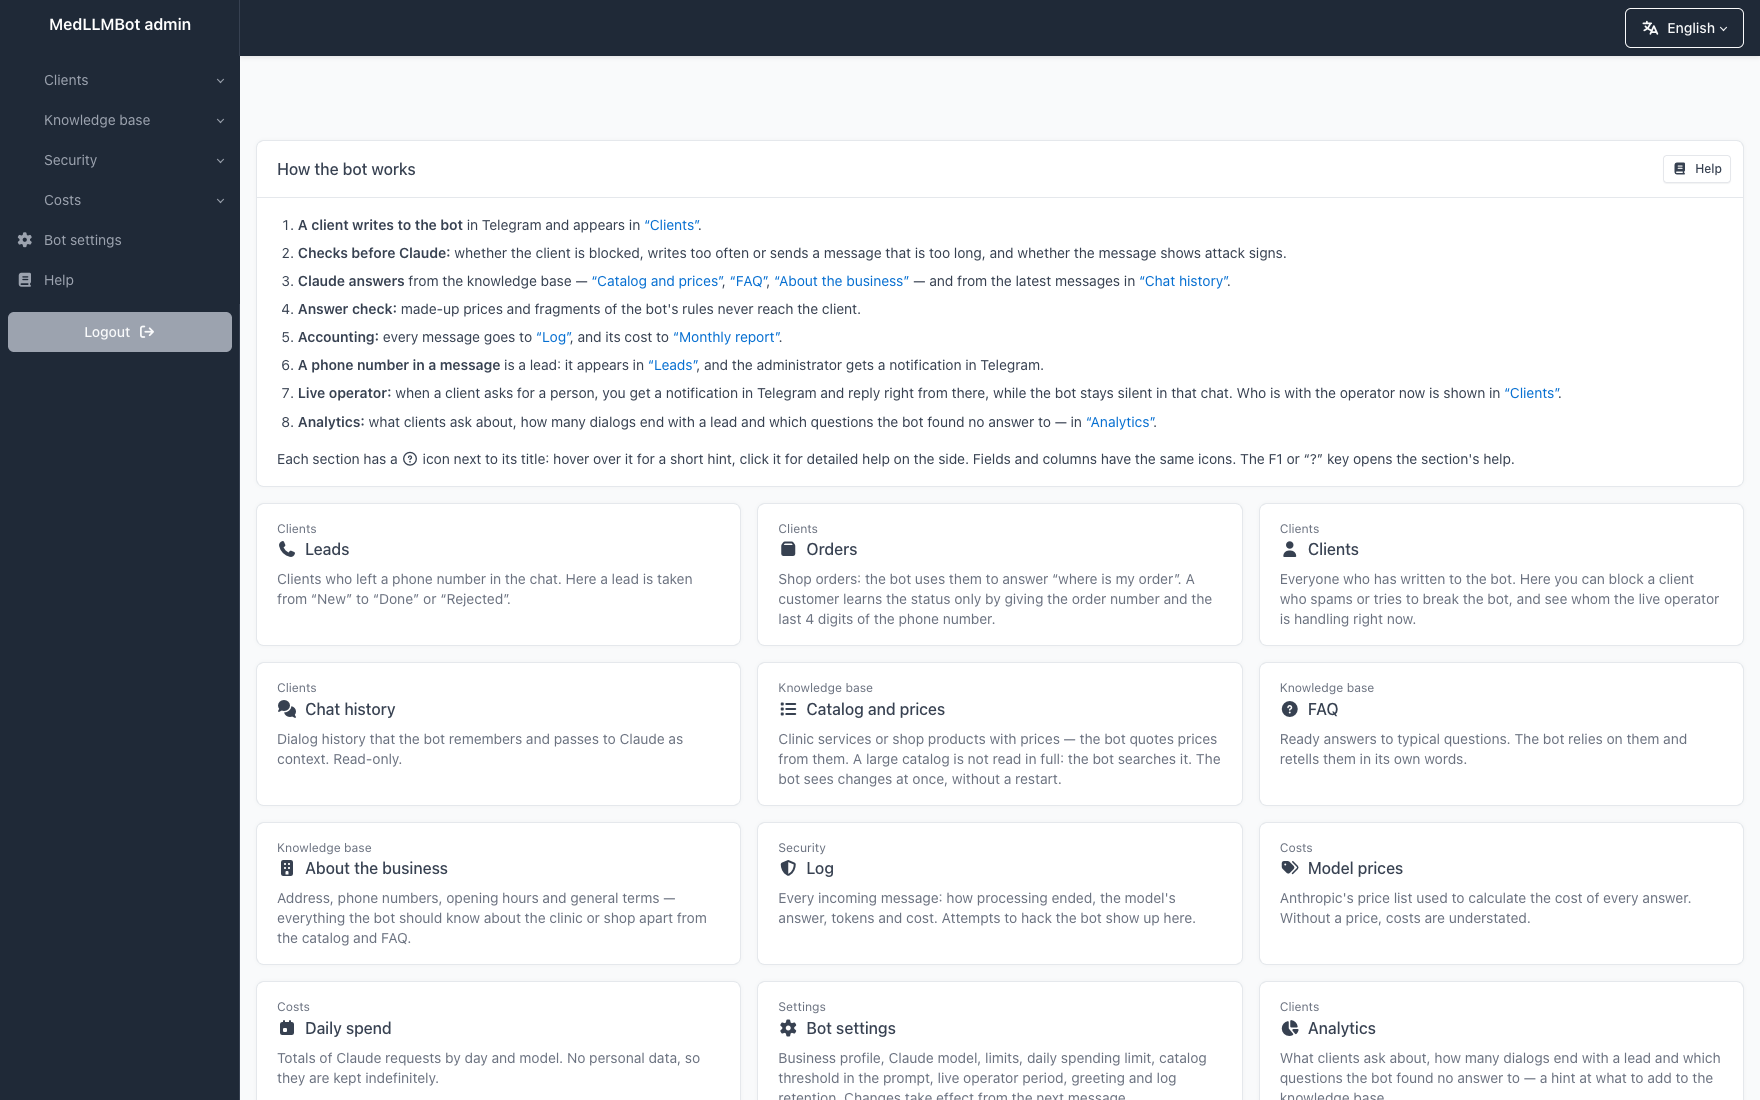 MedLLMBot admin
English
Clients
Knowledge base
Security
Costs
Bot settings
Help
Logout
How the bot works
Help
1. A client writes to the bot in Telegram and appears in “Clients”.
2. Checks before Claude: whether the client is blocked, writes too often or sends a message that is too long, and whether the message shows attack signs.
3. Claude answers from the knowledge base — “Catalog and prices”, “FAQ”, “About the business” — and from the latest messages in “Chat history”.
4. Answer check: made-up prices and fragments of the bot's rules never reach the client.
5. Accounting: every message goes to “Log”, and its cost to “Monthly report”.
6. A phone number in a message is a lead: it appears in “Leads”, and the administrator gets a notification in Telegram.
7. Live operator: when a client asks for a person, you get a notification in Telegram and reply right from there, while the bot stays silent in that chat. Who is with the operator now is shown in “Clients”.
8. Analytics: what clients ask about, how many dialogs end with a lead and which questions the bot found no answer to — in “Analytics”.
Each section has a ? icon next to its title: hover over it for a short hint, click it for detailed help on the side. Fields and columns have the same icons. The F1 or “?” key opens the section's help.
Clients
Leads
Clients who left a phone number in the chat. Here a lead is taken
from “New” to “Done” or “Rejected”.
Clients
Orders
Shop orders: the bot uses them to answer “where is my order”. A
customer learns the status only by giving the order number and the
last 4 digits of the phone number.
Clients
Clients
Everyone who has written to the bot. Here you can block a client
who spams or tries to break the bot, and see whom the live operator
is handling right now.
Clients
Chat history
Dialog history that the bot remembers and passes to Claude as
context. Read-only.
Knowledge base
Catalog and prices
Clinic services or shop products with prices — the bot quotes prices
from them. A large catalog is not read in full: the bot searches it. The
bot sees changes at once, without a restart.
Knowledge base
FAQ
Ready answers to typical questions. The bot relies on them and
retells them in its own words.
Knowledge base
About the business
Address, phone numbers, opening hours and general terms —
everything the bot should know about the clinic or shop apart from
the catalog and FAQ.
Security
Log
Every incoming message: how processing ended, the model's
answer, tokens and cost. Attempts to hack the bot show up here.
Costs
Model prices
Anthropic's price list used to calculate the cost of every answer.
Without a price, costs are understated.
Costs
Daily spend
Totals of Claude requests by day and model. No personal data, so
they are kept indefinitely.
Settings
Bot settings
Business profile, Claude model, limits, daily spending limit, catalog
threshold in the prompt, live operator period, greeting and log
retention. Changes take effect from the next message.
Clients
Analytics
What clients ask about, how many dialogs end with a lead and which
questions the bot found no answer to — a hint at what to add to the
knowledge base.